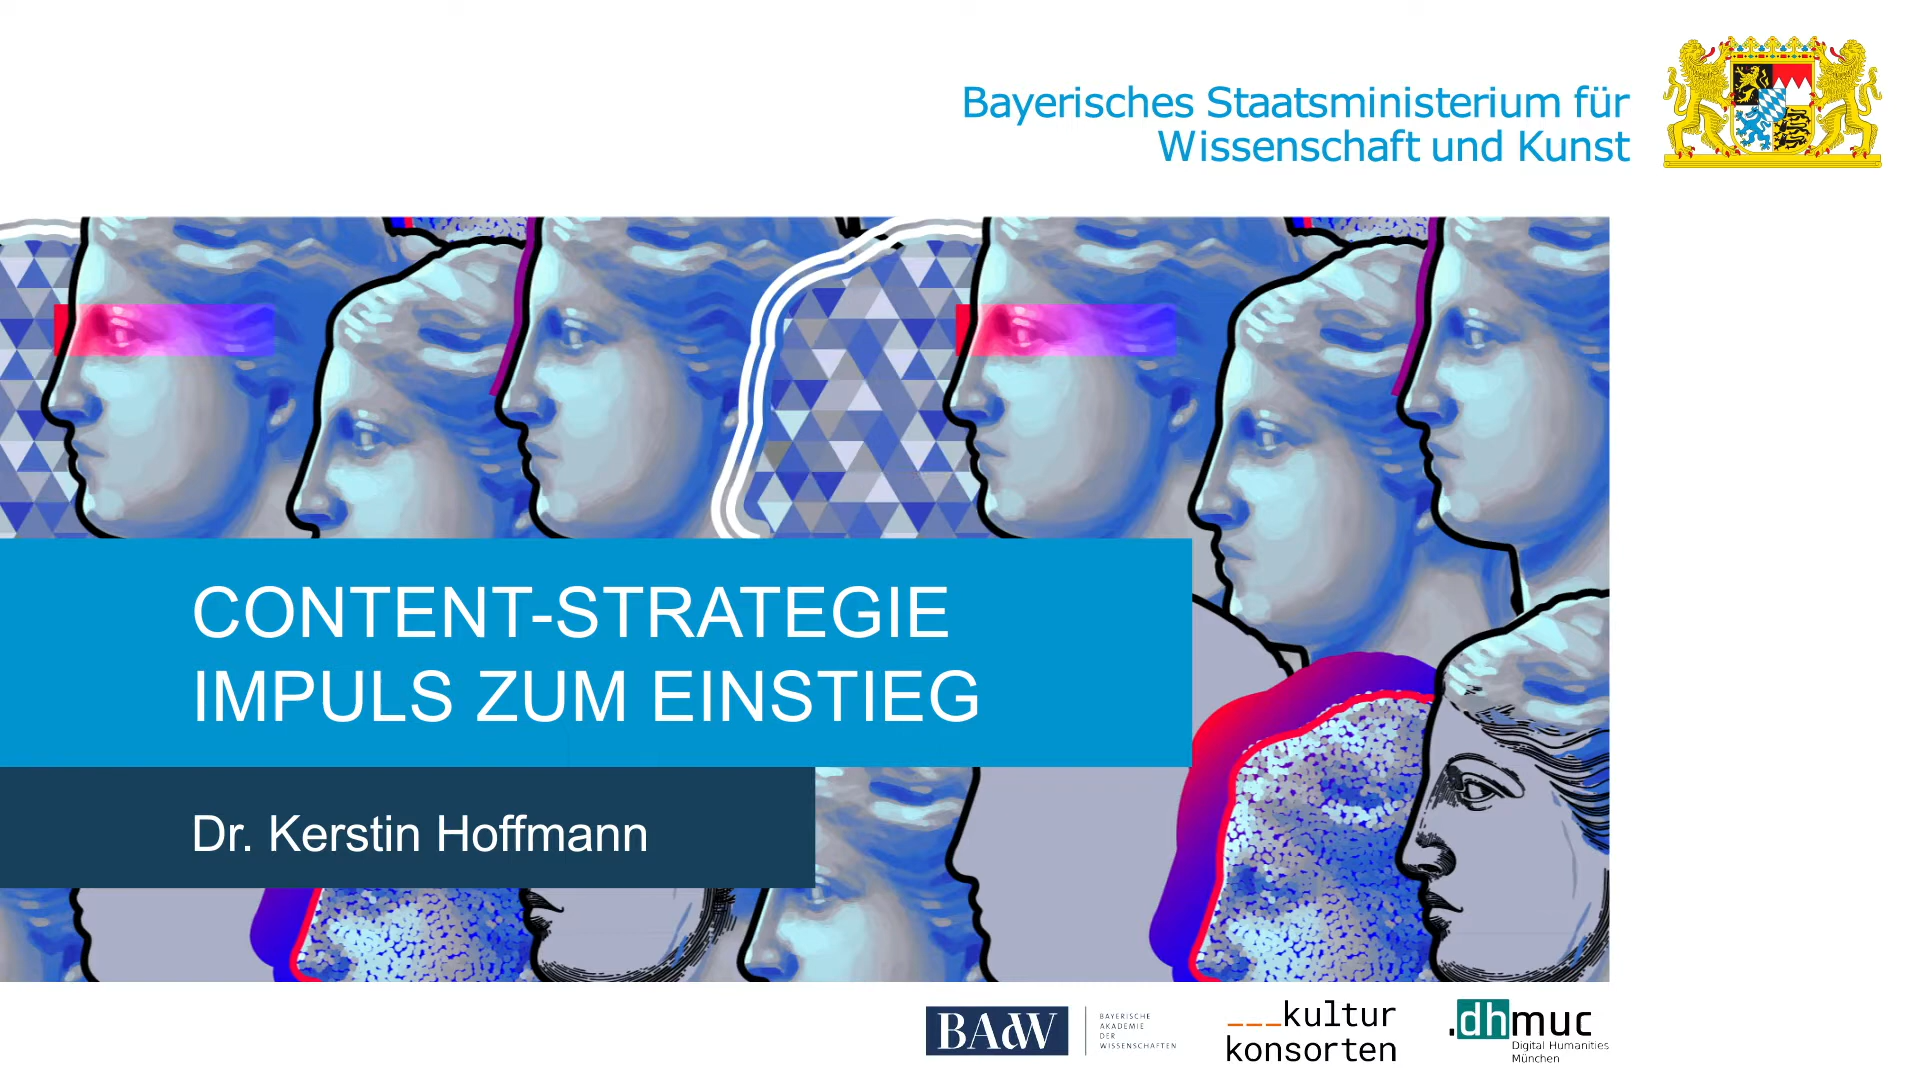 Bayerisches Staatsministerium für
Wissenschaft und Kunst
CONTENT-STRATEGIE
IMPULS ZUM EINSTIEG
Dr. Kerstin Hoffmann
BAdW
BAYERISCHE
AKADEMIE
DER
WISSENSCHAFTEN
___kultur
konsorten
.dhmuc
Digital Humanities
München